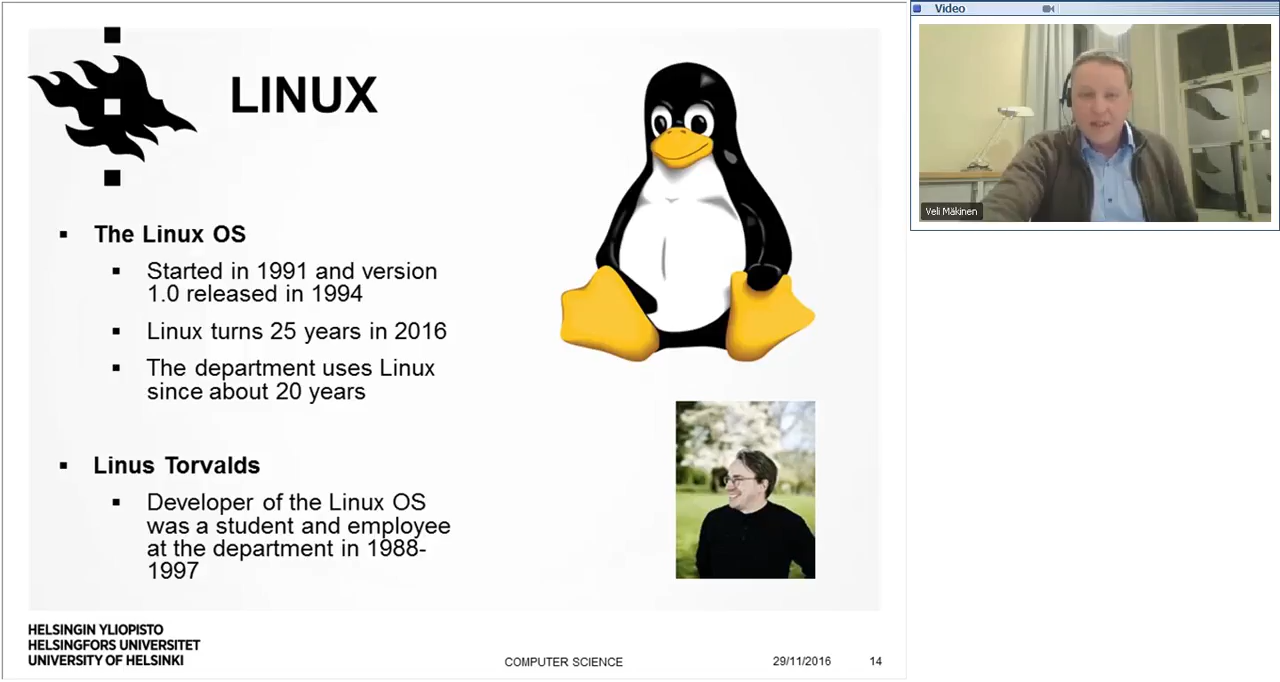 LINUX
The Linux OS
Started in 1991 and version
1.0 released in 1994
Linux turns 25 years in 2016
The department uses Linux
since about 20 years
Linus Torvalds
Developer of the Linux OS
was a student and employee
at the department in 1988-
1997
HELSINGIN YLIOPISTO
HELSINGFORS UNIVERSITET
UNIVERSITY OF HELSINKI
COMPUTER SCIENCE
29/11/2016
14
Video
Veli Mäkinen